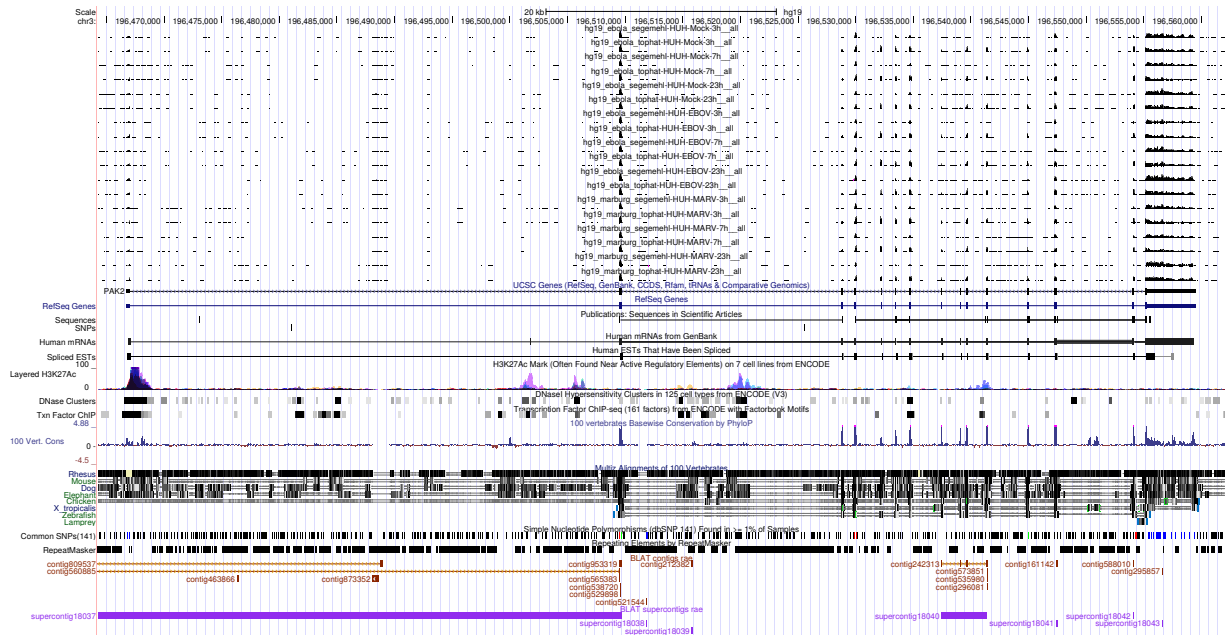 Scale 20 kb hg19
chr3: 196,470,000 196,475,000 196,480,000 196,485,000 196,490,000 196,495,000 196,500,000 196,505,000 196,510,000 196,515,000 196,520,000 196,525,000 196,530,000 196,535,000 196,540,000 196,545,000 196,550,000 196,555,000 196,560,000
hg19_ebola_segemehl-HUH-Mock-3h__all
hg19_ebola_tophat-HUH-Mock-3h__all
hg19_ebola_segemehl-HUH-Mock-7h__all
hg19_ebola_tophat-HUH-Mock-7h__all
hg19_ebola_segemehl-HUH-Mock-23h__all
hg19_ebola_tophat-HUH-Mock-23h__all
hg19_ebola_segemehl-HUH-EBOV-3h__all
hg19_ebola_tophat-HUH-EBOV-3h__all
hg19_ebola_segemehl-HUH-EBOV-7h__all
hg19_ebola_tophat-HUH-EBOV-7h__all
hg19_ebola_segemehl-HUH-EBOV-23h__all
hg19_ebola_tophat-HUH-EBOV-23h__all
hg19_marburg_segemehl-HUH-MARV-3h__all
hg19_marburg_tophat-HUH-MARV-3h__all
hg19_marburg_segemehl-HUH-MARV-7h__all
hg19_marburg_tophat-HUH-MARV-7h__all
hg19_marburg_segemehl-HUH-MARV-23h__all
hg19_marburg_tophat-HUH-MARV-23h__all
UCSC Genes (RefSeq, GenBank, CCDS, Rfam, tRNAs & Comparative Genomics)
PAK2
RefSeq Genes
RefSeq Genes
Publications: Sequences in Scientific Articles
Sequences
SNPs
Human mRNAs from GenBank
Human mRNAs
Human ESTs That Have Been Spliced
Spliced ESTs
H3K27Ac Mark (Often Found Near Active Regulatory Elements) on 7 cell lines from ENCODE
100
Layered H3K27Ac
0
DNaseI Hypersensitivity Clusters in 125 cell types from ENCODE (V3)
DNase Clusters
Transcription Factor ChIP-seq (161 factors) from ENCODE with Factorbook Motifs
Txn Factor ChIP
4.88
100 vertebrates Basewise Conservation by PhyloP
100 Vert. Cons
0
-4.5
Multiz Alignments of 100 Vertebrates
Rhesus
Mouse
Dog
Elephant
Chicken
X_tropicalis
Zebrafish
Lamprey
Simple Nucleotide Polymorphisms (dbSNP 141) Found in >= 1% of Samples
Common SNPs(141)
Repeating Elements by RepeatMasker
RepeatMasker
BLAT contigs rae
contig809537 contig953319 contig212382 contig242313 contig161142 contig588010
contig560885 contig573851 contig295857
contig463866 contig873352 contig565383 contig535980
contig538720 contig296081
contig529898
contig521544
BLAT supercontigs rae
supercontig18037 supercontig18040 supercontig18042
supercontig18038 supercontig18041 supercontig18043
supercontig18039